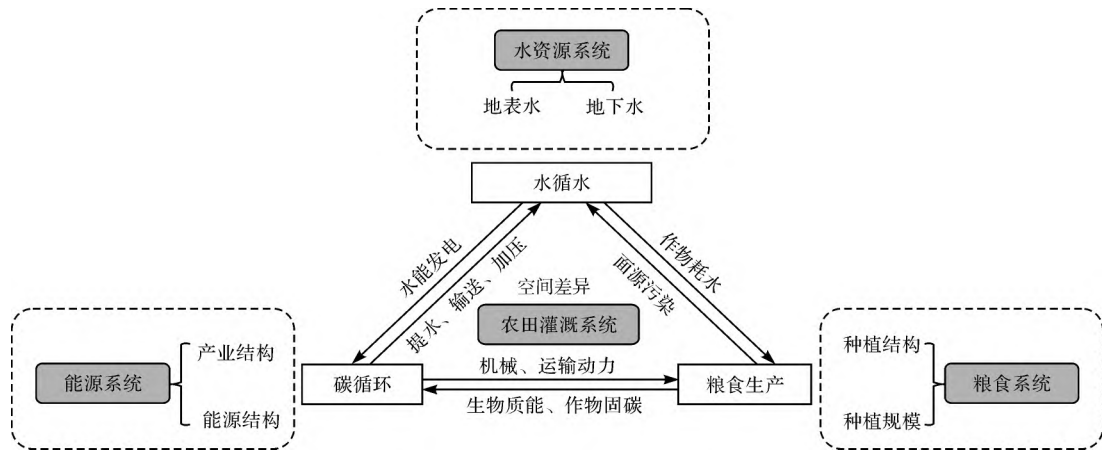 水资源系统
地表水
地下水
水循水
水能发电
提水、输送、加压
作物耗水
面源污染
空间差异
农田灌溉系统
能源系统
产业结构
能源结构
碳循环
机械、运输动力
生物质能、作物固碳
粮食生产
种植结构
种植规模
粮食系统